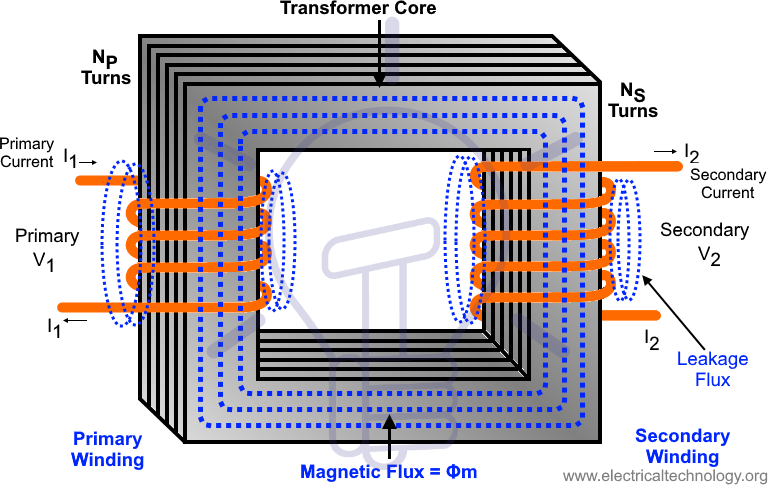 Transformer Core
NP
Turns
NS
Turns
Primary
Current
I1
I2
Secondary
Current
Primary
V1
Secondary
V2
I1
I2
Leakage
Flux
Primary
Winding
Magnetic Flux = Φm
Secondary
Winding
www.electricaltechnology.org